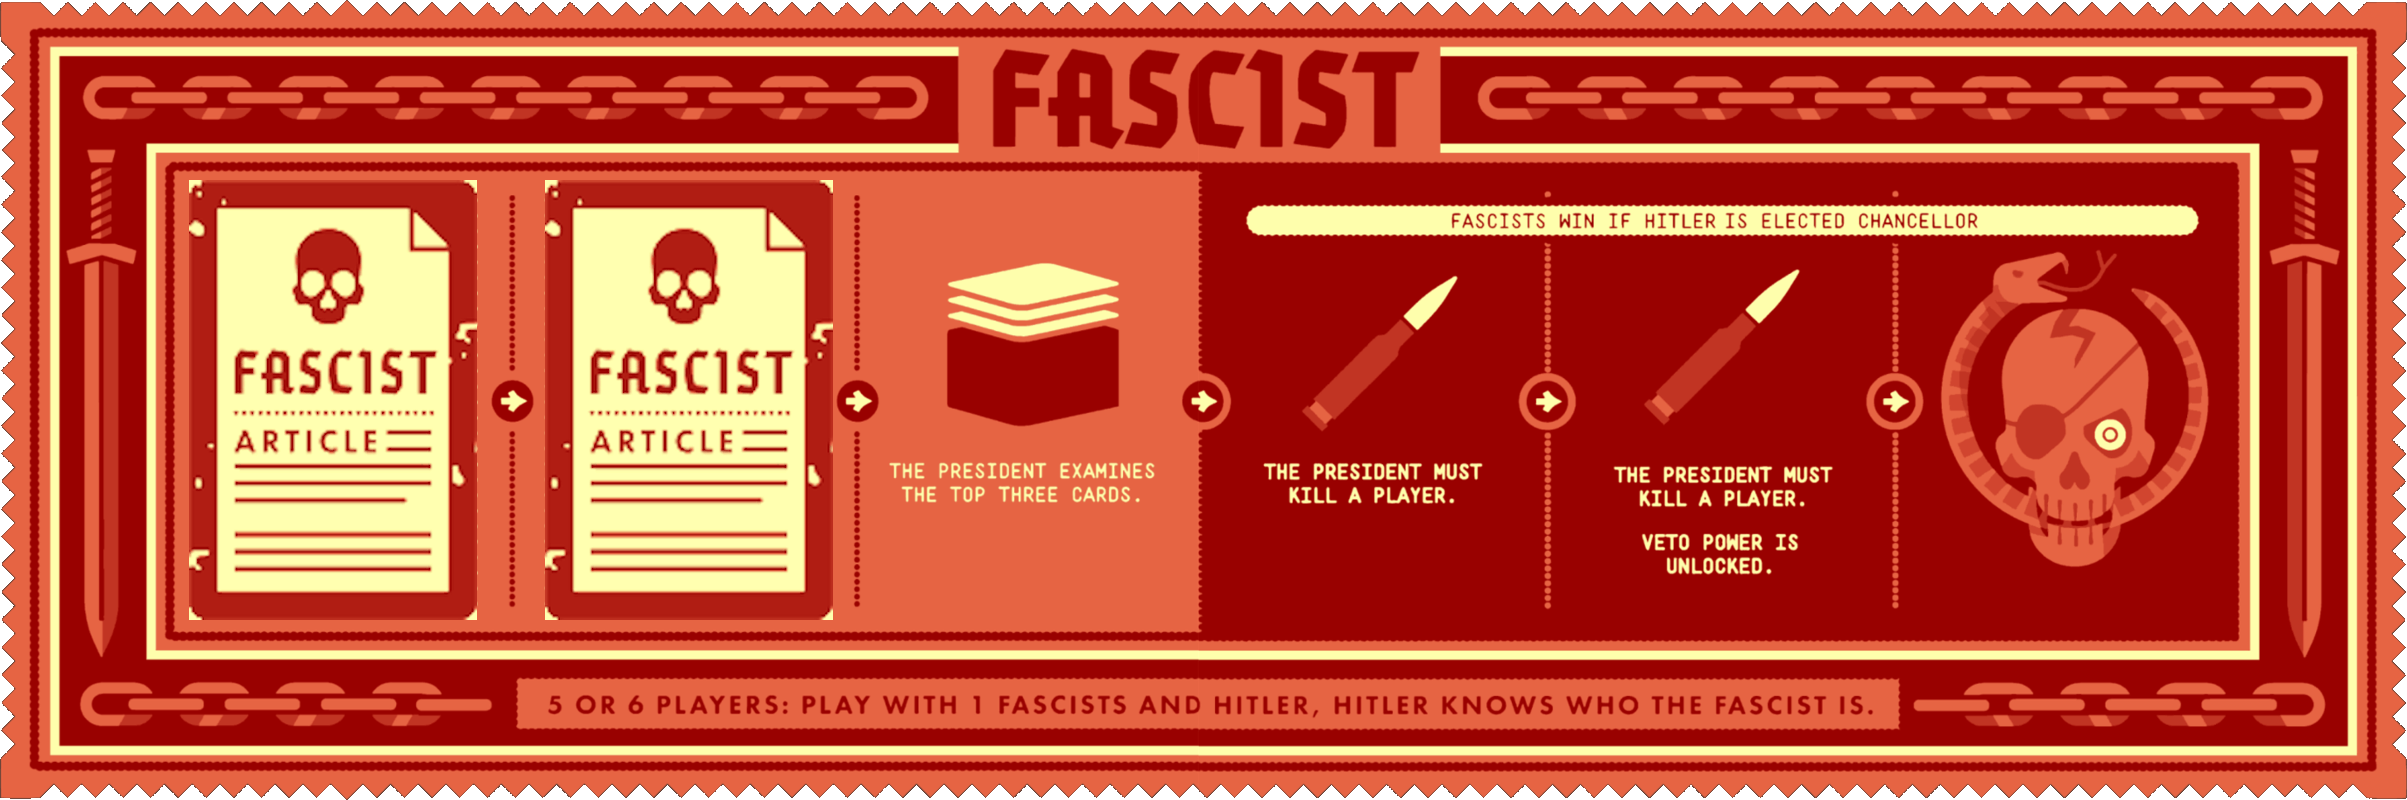 FASCIST
FASCIST
ARTICLE
FASCIST
ARTICLE
THE PRESIDENT EXAMINES
THE TOP THREE CARDS.
FASCISTS WIN IF HITLER IS ELECTED CHANCELLOR
THE PRESIDENT MUST
KILL A PLAYER.
THE PRESIDENT MUST
KILL A PLAYER.
VETO POWER IS
UNLOCKED.
5 OR 6 PLAYERS: PLAY WITH 1 FASCISTS AND HITLER, HITLER KNOWS WHO THE FASCIST IS.